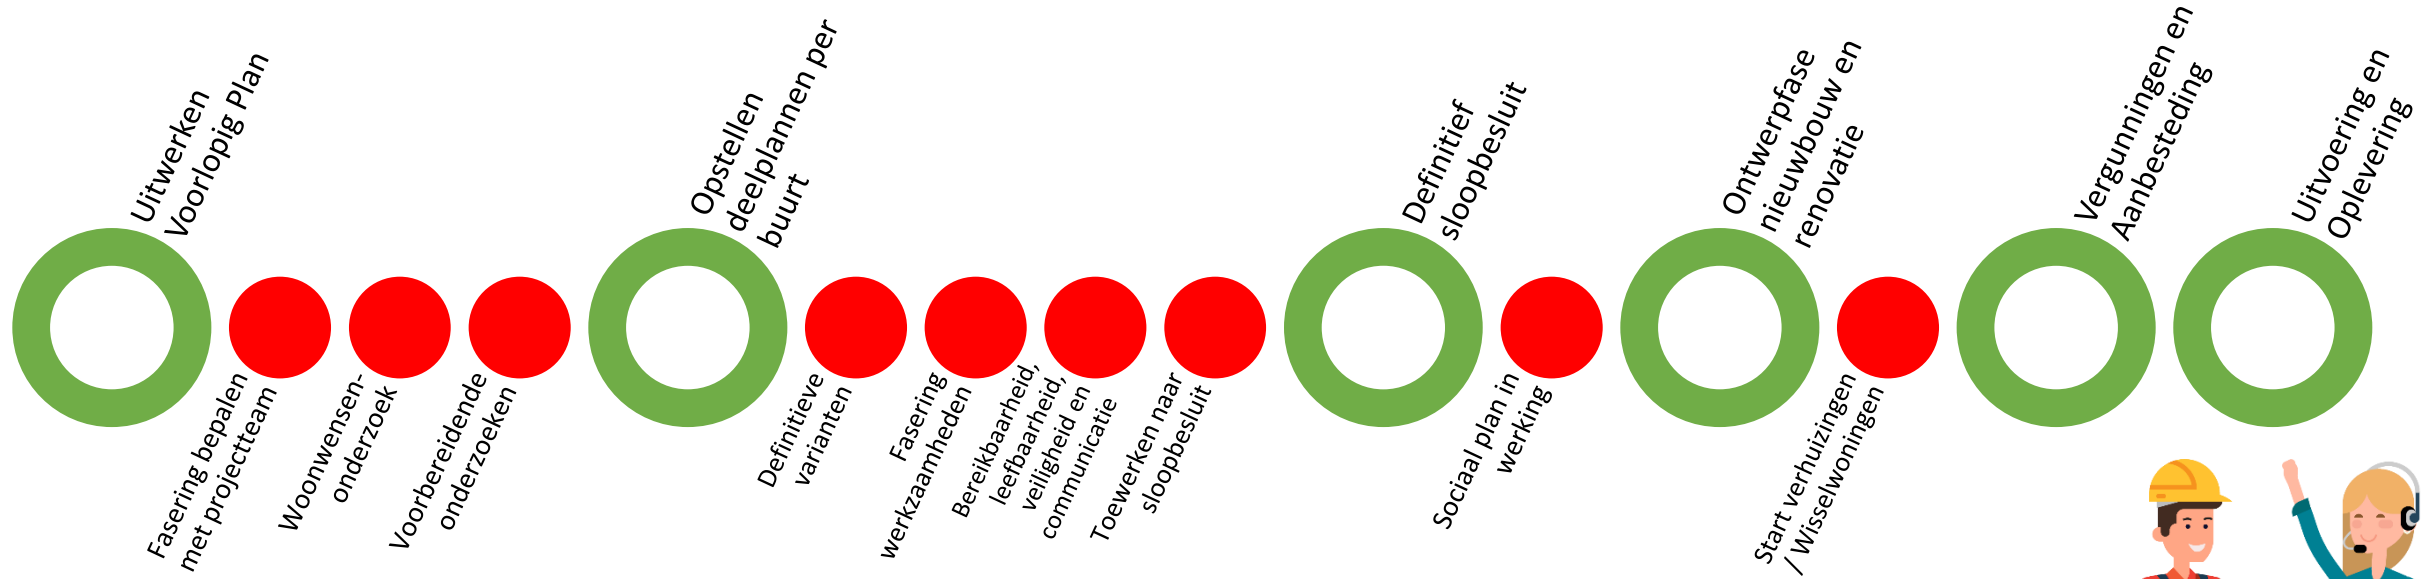 Uitwerken
Voorlopig Plan
Fasering bepalen
met projectteam
Woonwensen-
onderzoek
Voorbereidende
onderzoeken
Opstellen
deelplannen per
buurt
Definitieve
varianten
Fasering
werkzaamheden
Bereikbaarheid,
leefbaarheid,
veiligheid en
communicatie
Toewerken naar
sloopbesluit
Definitief
sloopbesluit
Sociaal plan in
werking
Ontwerpfase
nieuwbouw en
renovatie
Start verhuizingen
/ Wisselwoningen
Vergunningen en
Aanbesteding
Uitvoering en
Oplevering